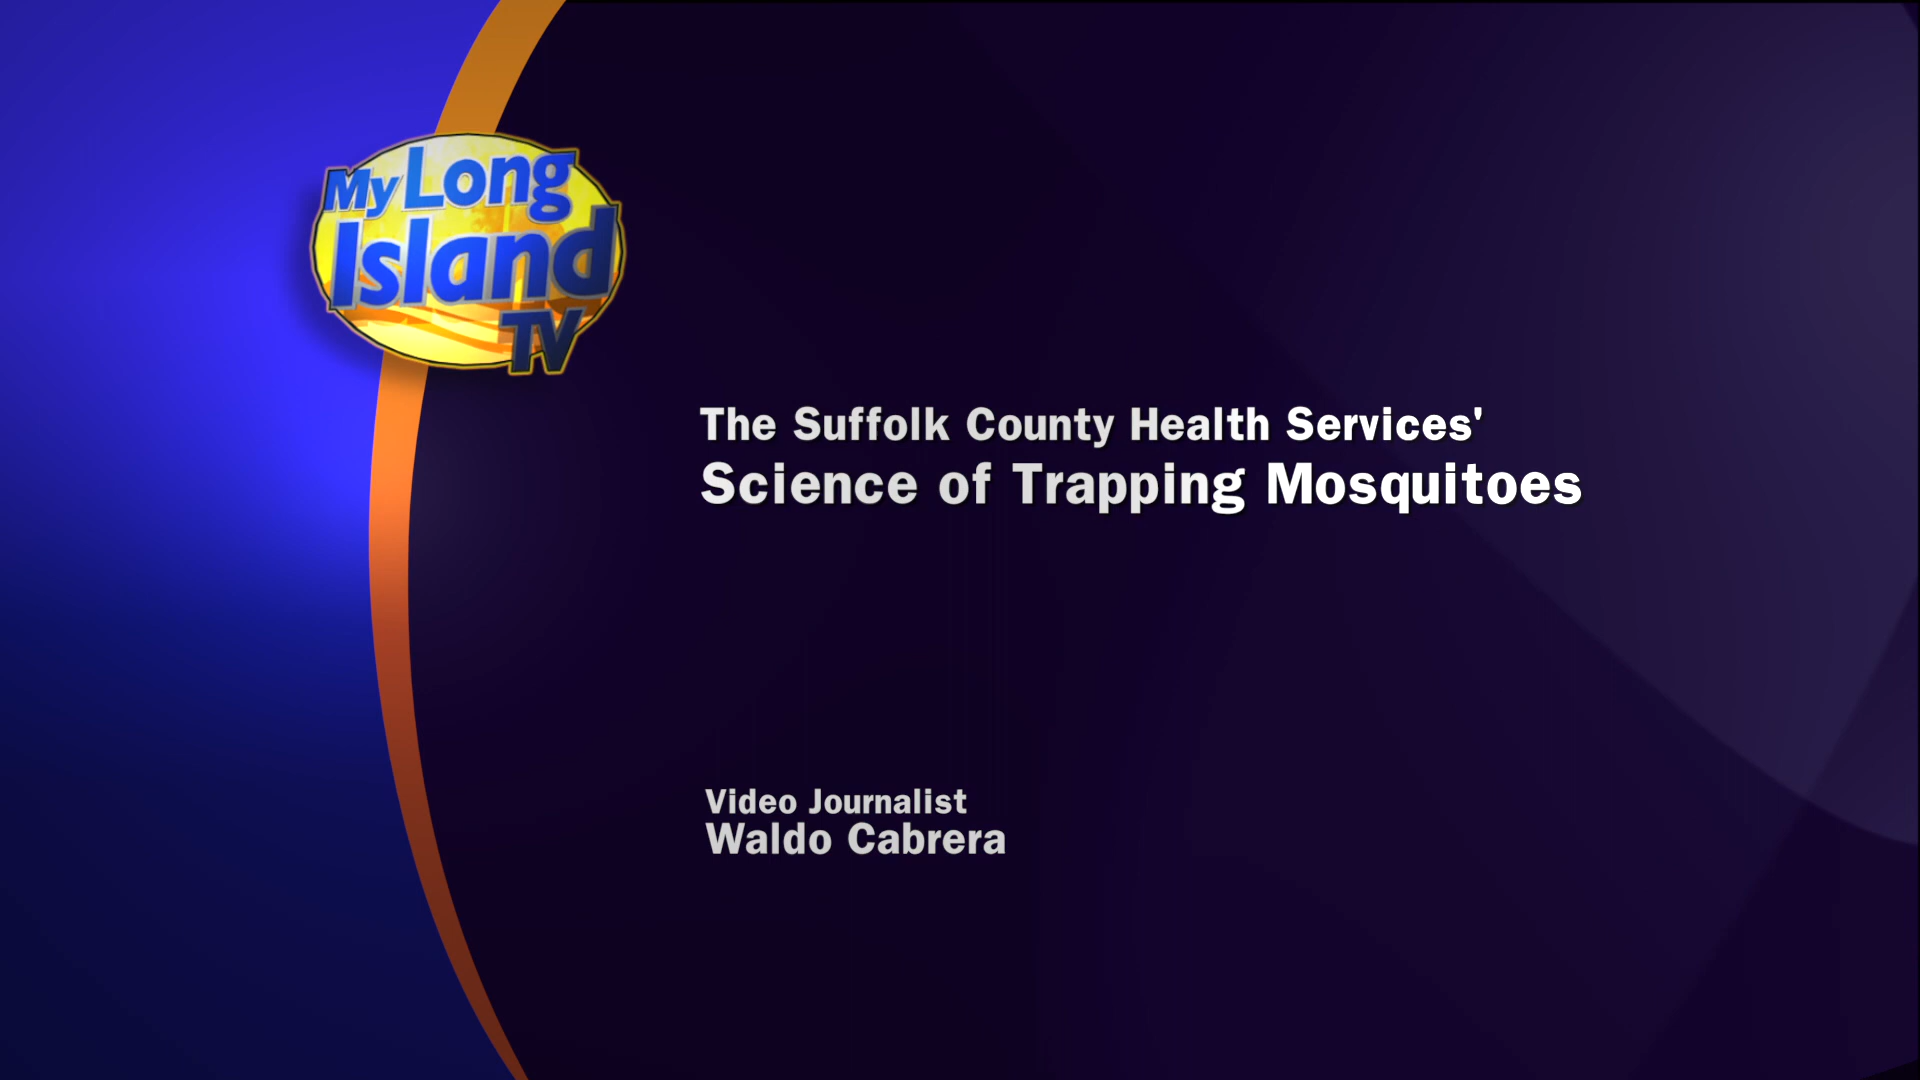 My Long
Island
TV
The Suffolk County Health Services'
Science of Trapping Mosquitoes
Video Journalist
Waldo Cabrera